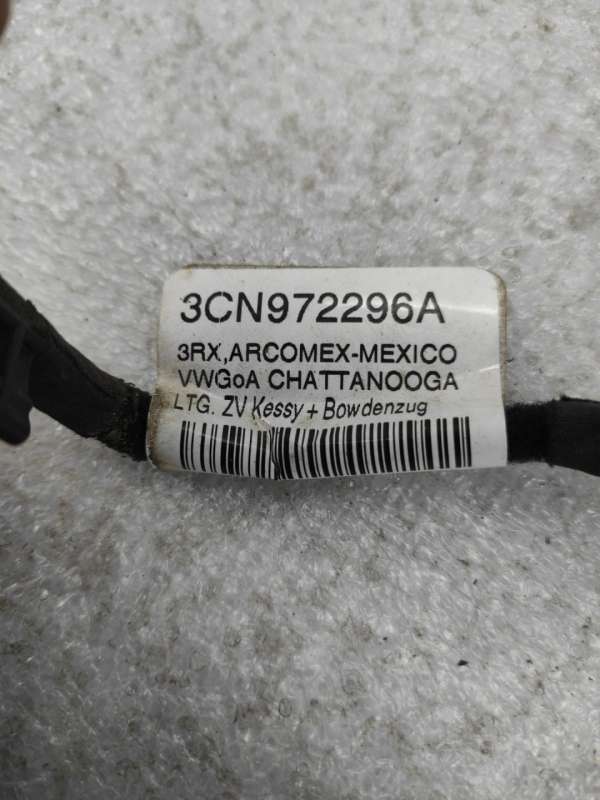 3CN972296A
3RX,ARCOMEX-MEXICO
VWGoA CHATTANOOGA
LTG. ZV Kessy + Bowdenzug